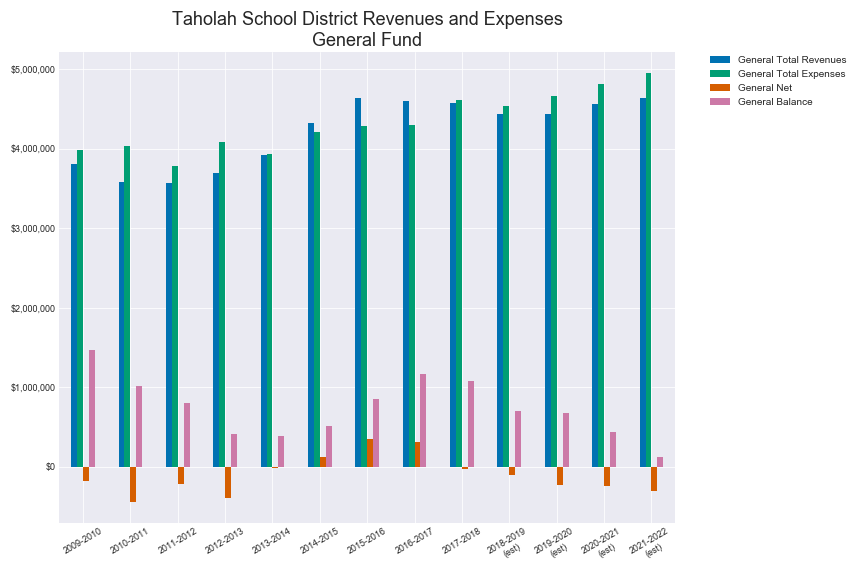 Taholah School District Revenues and Expenses
General Fund
General Total Revenues
General Total Expenses
General Net
General Balance
$5,000,000
$4,000,000
$3,000,000
$2,000,000
$1,000,000
$0
2009-2010
2010-2011
2011-2012
2012-2013
2013-2014
2014-2015
2015-2016
2016-2017
2017-2018
2018-2019
(est)
2019-2020
(est)
2020-2021
(est)
2021-2022
(est)